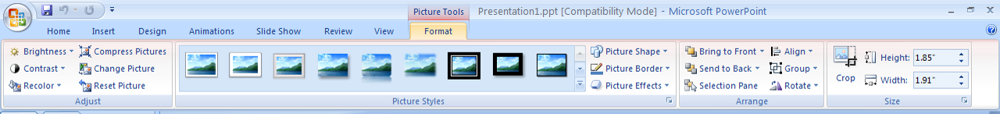 Picture Tools Presentation1.ppt [Compatibility Mode] - Microsoft PowerPoint
Home Insert Design Animations Slide Show Review View Format
Brightness Compress Pictures Picture Shape Bring to Front Align Height: 1.85"
Contrast Change Picture Picture Border Send to Back Group Crop Width: 1.91"
Recolor Reset Picture Picture Effects Selection Pane Rotate
Adjust Picture Styles Arrange Size